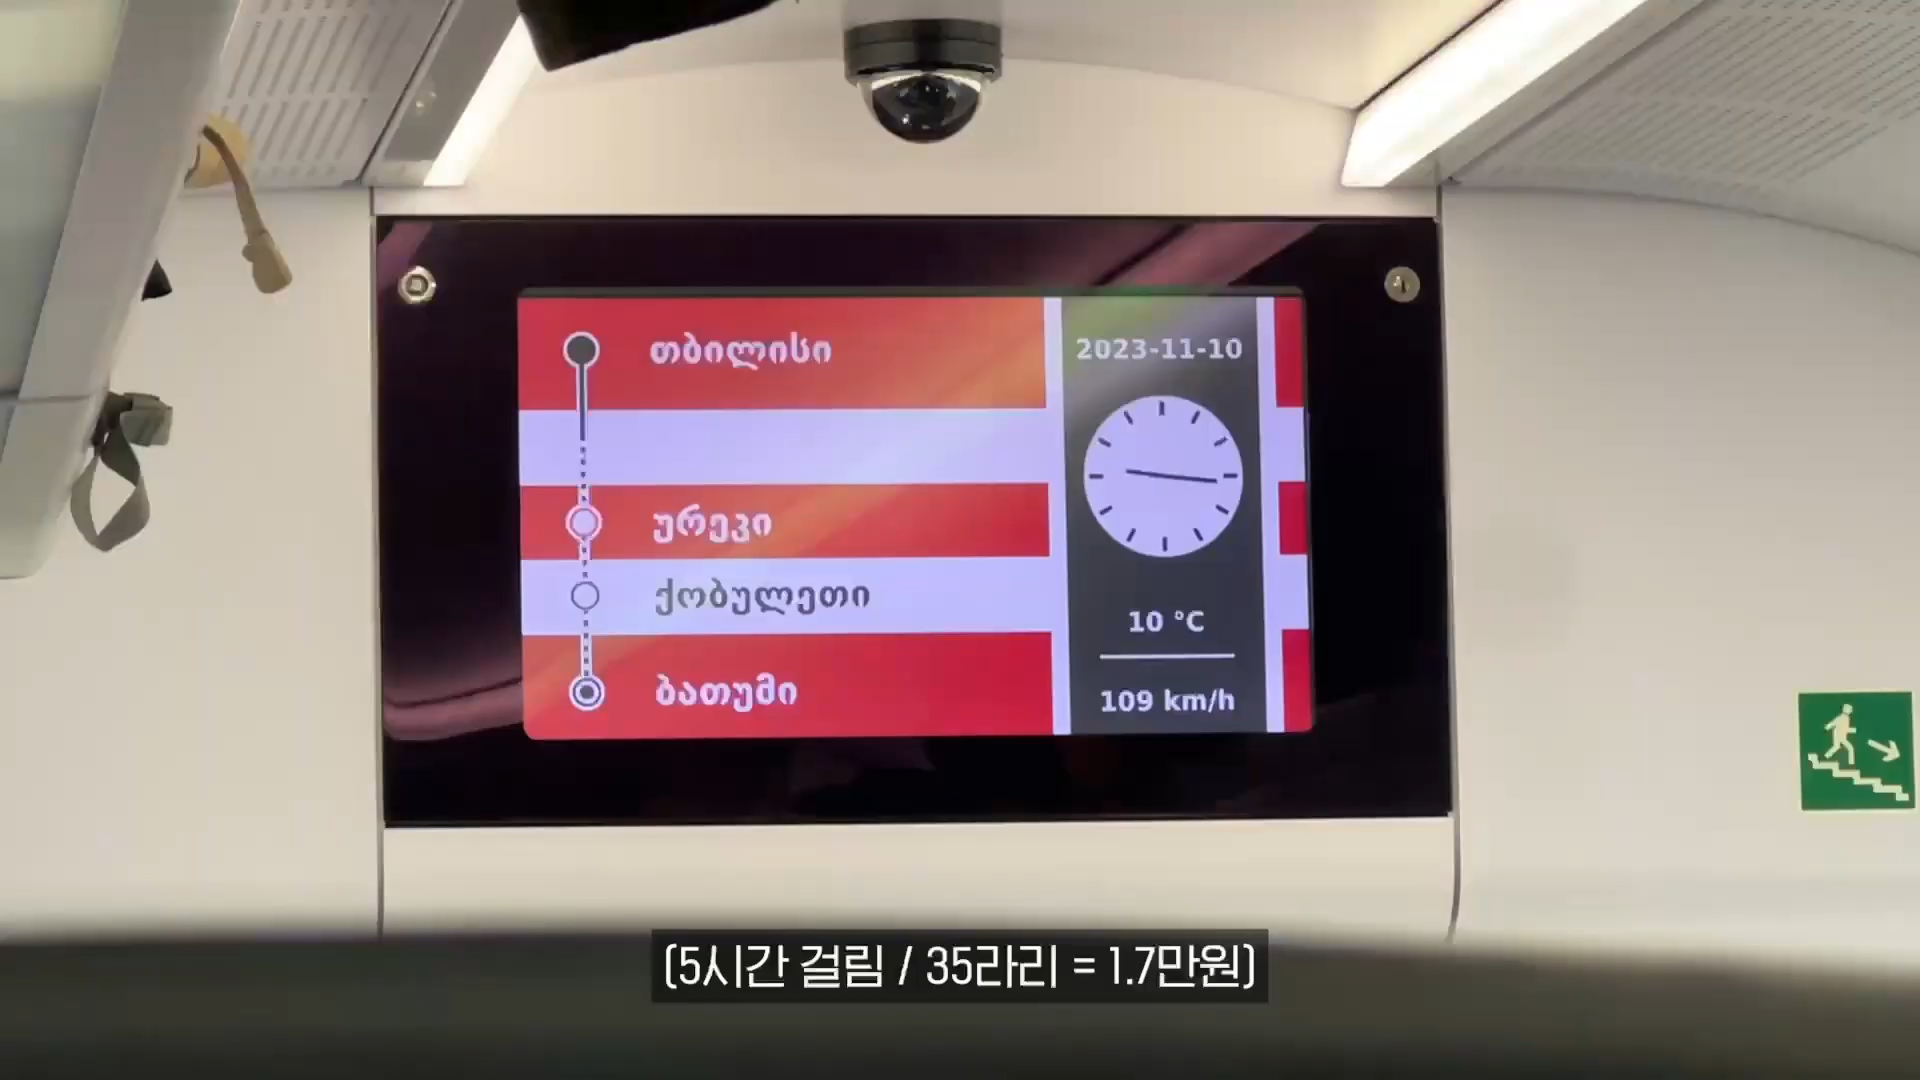 თბილისი
ურეკი
ქობულეთი
ბათუმი
2023-11-10
10 °C
109 km/h
(5시간 걸림 / 35라리 = 1.7만원)